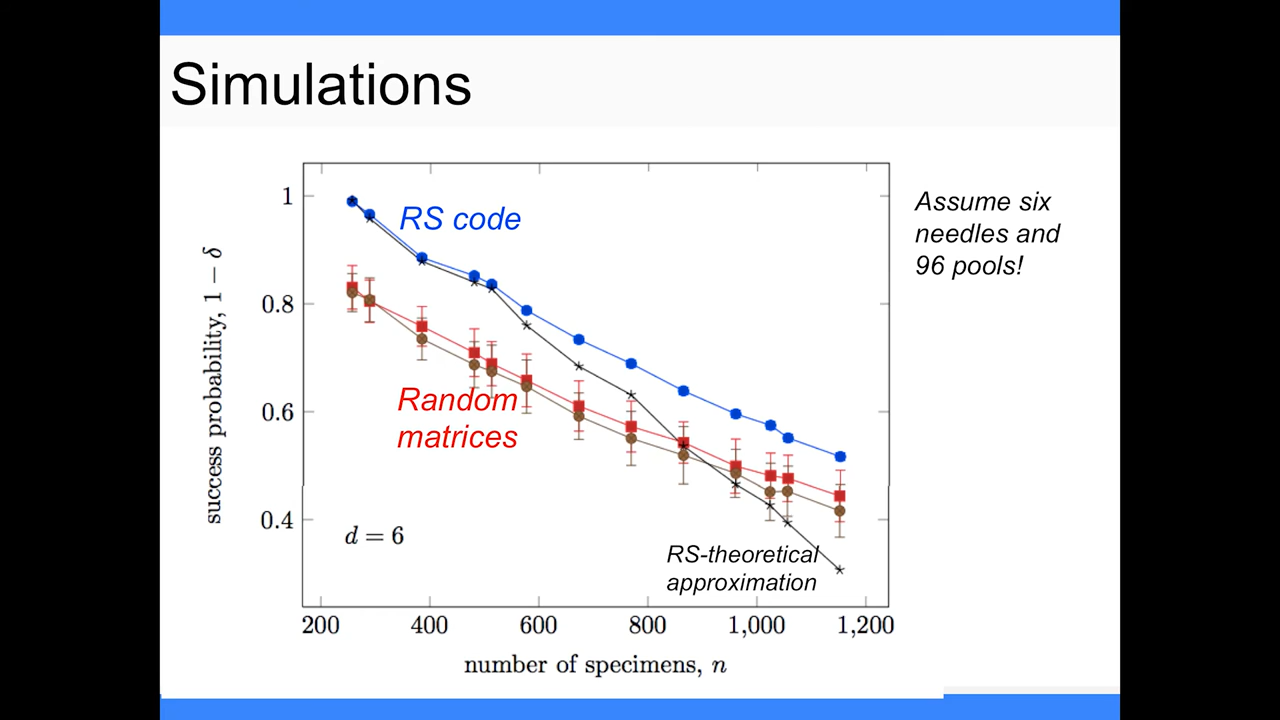 Simulations
RS code
Assume six
needles and
96 pools!
Random
matrices
RS-theoretical
approximation
d = 6
success probability, 1 − δ
1
0.8
0.6
0.4
200 400 600 800 1,000 1,200
number of specimens, n